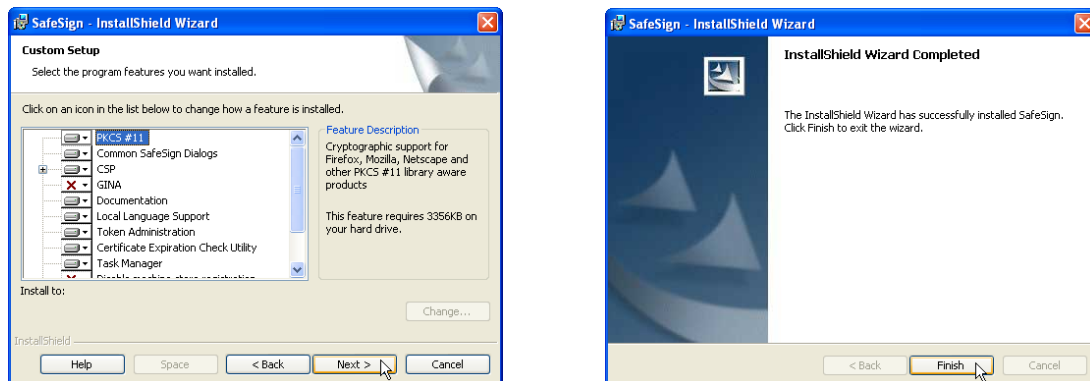 SafeSign - InstallShield Wizard
Custom Setup
Select the program features you want installed.
Click on an icon in the list below to change how a feature is installed.
PKCS #11
Common SafeSign Dialogs
CSP
GINA
Documentation
Local Language Support
Token Administration
Certificate Expiration Check Utility
Task Manager
Feature Description
Cryptographic support for
Firefox, Mozilla, Netscape and
other PKCS #11 library aware
products
This feature requires 3356KB on
your hard drive.
Install to:
Change...
InstallShield
Help
Space
< Back
Next >
Cancel
SafeSign - InstallShield Wizard
InstallShield Wizard Completed
The InstallShield Wizard has successfully installed SafeSign.
Click Finish to exit the wizard.
< Back
Finish
Cancel